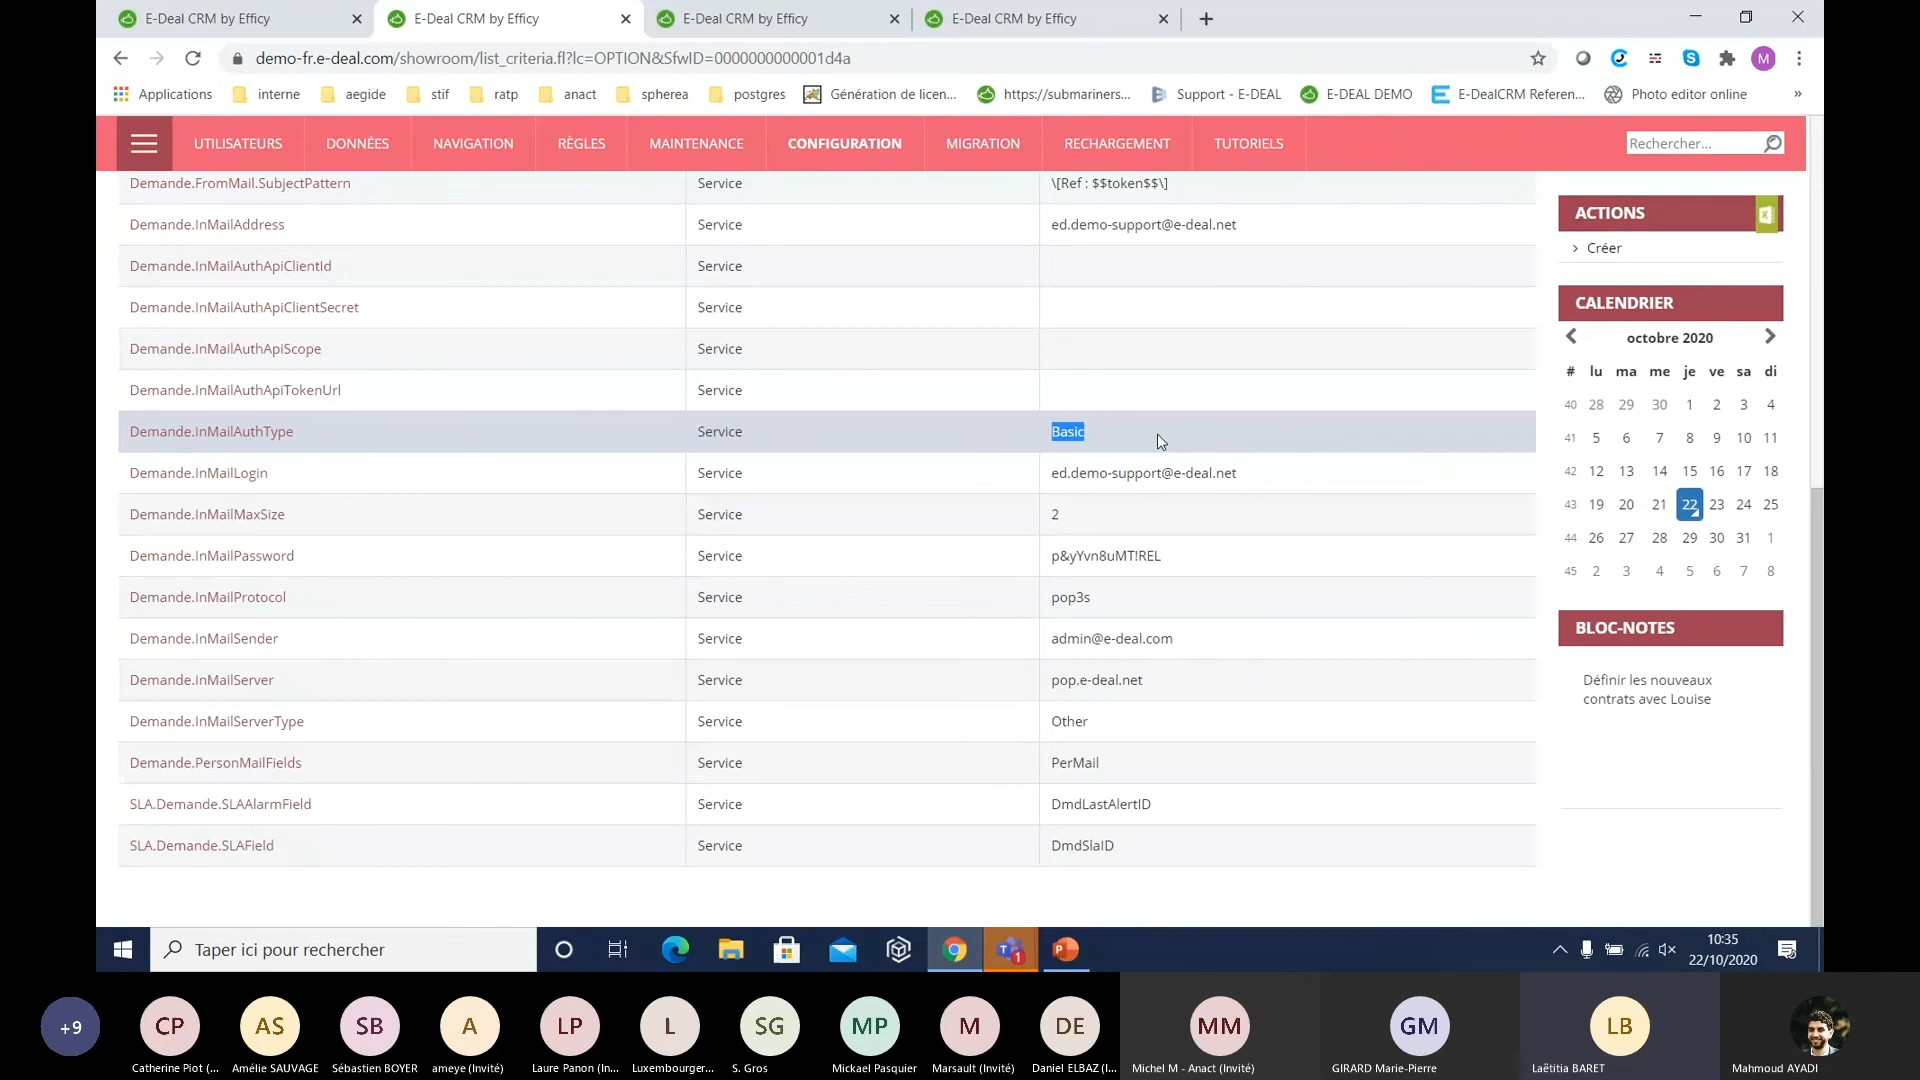 E-Deal CRM by Efficy
E-Deal CRM by Efficy
E-Deal CRM by Efficy
E-Deal CRM by Efficy
demo-fr.e-deal.com/showroom/list_criteria.fl?lc=OPTION&SfwID=0000000000001d4a
M
Applications interne aegide stif ratp anact spherea postgres Génération de licen... https://submariners... Support - E-DEAL E-DEAL DEMO E-DealCRM Referen... Photo editor online »
UTILISATEURS DONNÉES NAVIGATION RÈGLES MAINTENANCE CONFIGURATION MIGRATION RECHARGEMENT TUTORIELS Rechercher...
Demande.FromMail.SubjectPattern Service \[Ref : $$token$$\]
Demande.InMailAddress Service ed.demo-support@e-deal.net
Demande.InMailAuthApiClientId Service
Demande.InMailAuthApiClientSecret Service
Demande.InMailAuthApiScope Service
Demande.InMailAuthApiTokenUrl Service
Demande.InMailAuthType Service Basic
Demande.InMailLogin Service ed.demo-support@e-deal.net
Demande.InMailMaxSize Service 2
Demande.InMailPassword Service p&yYvn8uMT!REL
Demande.InMailProtocol Service pop3s
Demande.InMailSender Service admin@e-deal.com
Demande.InMailServer Service pop.e-deal.net
Demande.InMailServerType Service Other
Demande.PersonMailFields Service PerMail
SLA.Demande.SLAAlarmField Service DmdLastAlertID
SLA.Demande.SLAField Service DmdSlaID
ACTIONS
Créer
CALENDRIER
octobre 2020
# lu ma me je ve sa di
40 28 29 30 1 2 3 4
41 5 6 7 8 9 10 11
42 12 13 14 15 16 17 18
43 19 20 21 22 23 24 25
44 26 27 28 29 30 31 1
45 2 3 4 5 6 7 8
BLOC-NOTES
Définir les nouveaux
contrats avec Louise
Taper ici pour rechercher
1
10:35
22/10/2020
+9 CP AS SB A LP L SG MP M DE MM GM LB
Catherine Piot (... Amélie SAUVAGE Sébastien BOYER ameye (Invité) Laure Panon (In... Luxembourger... S. Gros Mickael Pasquier Marsault (Invité) Daniel ELBAZ (I... Michel M - Anact (Invité) GIRARD Marie-Pierre Laëtitia BARET Mahmoud AYADI